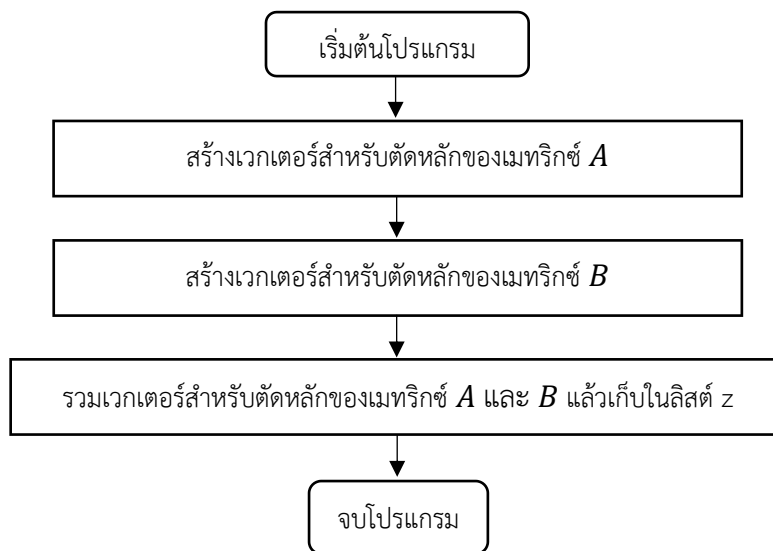 เริ่มต้นโปรแกรม
สร้างเวกเตอร์สำหรับตัดหลักของเมทริกซ์ A
สร้างเวกเตอร์สำหรับตัดหลักของเมทริกซ์ B
รวมเวกเตอร์สำหรับตัดหลักของเมทริกซ์ A และ B แล้วเก็บในลิสต์ z
จบโปรแกรม